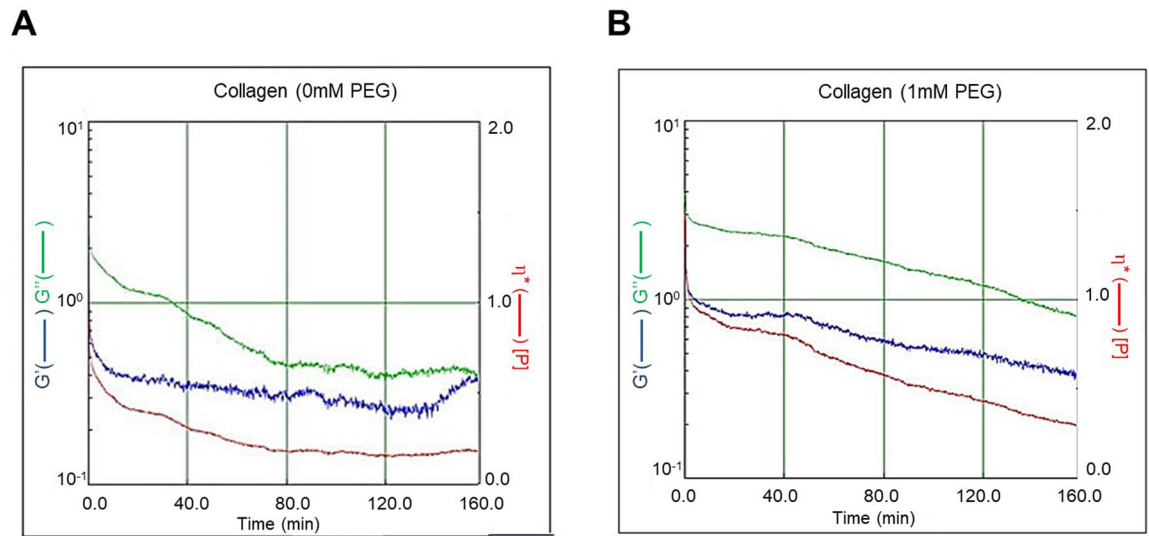 A
B
Collagen (0mM PEG)
Collagen (1mM PEG)
10¹
10⁰
10⁻¹
G'(—) G''(—)
2.0
1.0
0.0
η*(—) [P]
0.0 40.0 80.0 120.0 160.0
Time (min)
10¹
10⁰
10⁻¹
G'(—) G''(—)
2.0
1.0
0.0
η*(—) [P]
0.0 40.0 80.0 120.0 160.0
Time (min)